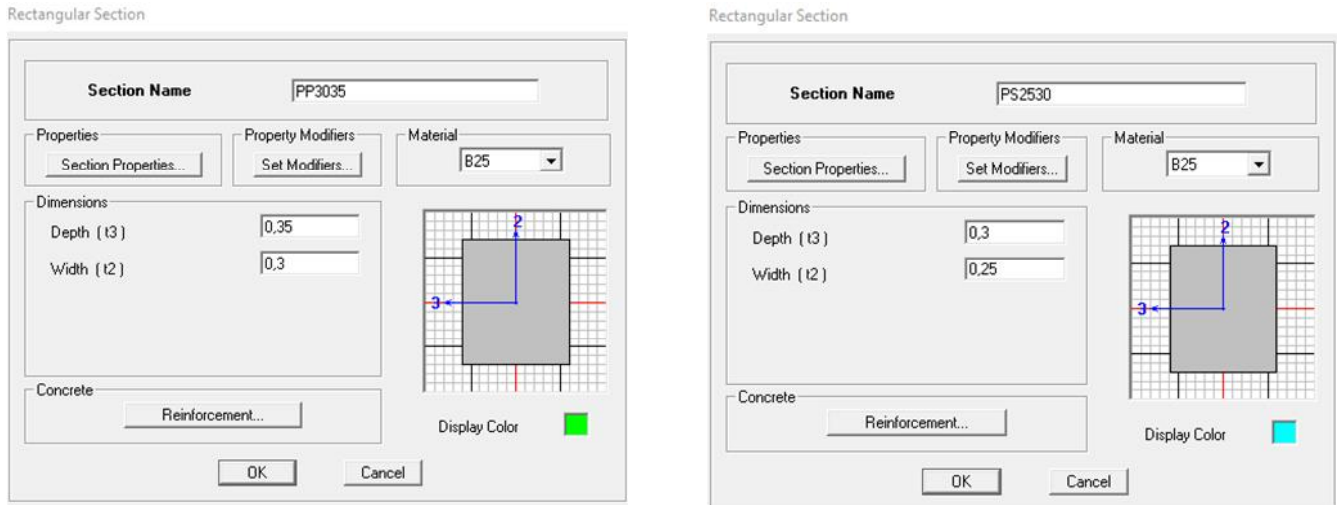 Rectangular Section
Section Name PP3035
Properties Property Modifiers Material
Section Properties... Set Modifiers... B25
Dimensions
Depth ( t3 ) 0,35
Width ( t2 ) 0,3
2
3
Concrete
Reinforcement...
Display Color
OK Cancel
Rectangular Section
Section Name PS2530
Properties Property Modifiers Material
Section Properties... Set Modifiers... B25
Dimensions
Depth ( t3 ) 0,3
Width ( t2 ) 0,25
2
3
Concrete
Reinforcement...
Display Color
OK Cancel